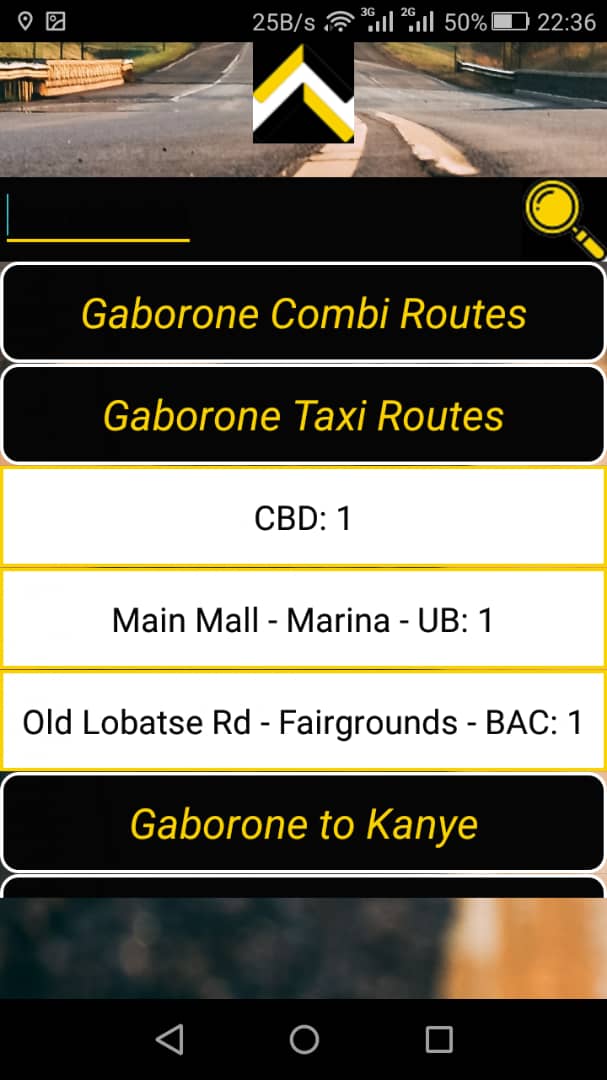 25B/s 3G 2G 50% 22:36
Gaborone Combi Routes
Gaborone Taxi Routes
CBD: 1
Main Mall - Marina - UB: 1
Old Lobatse Rd - Fairgrounds - BAC: 1
Gaborone to Kanye